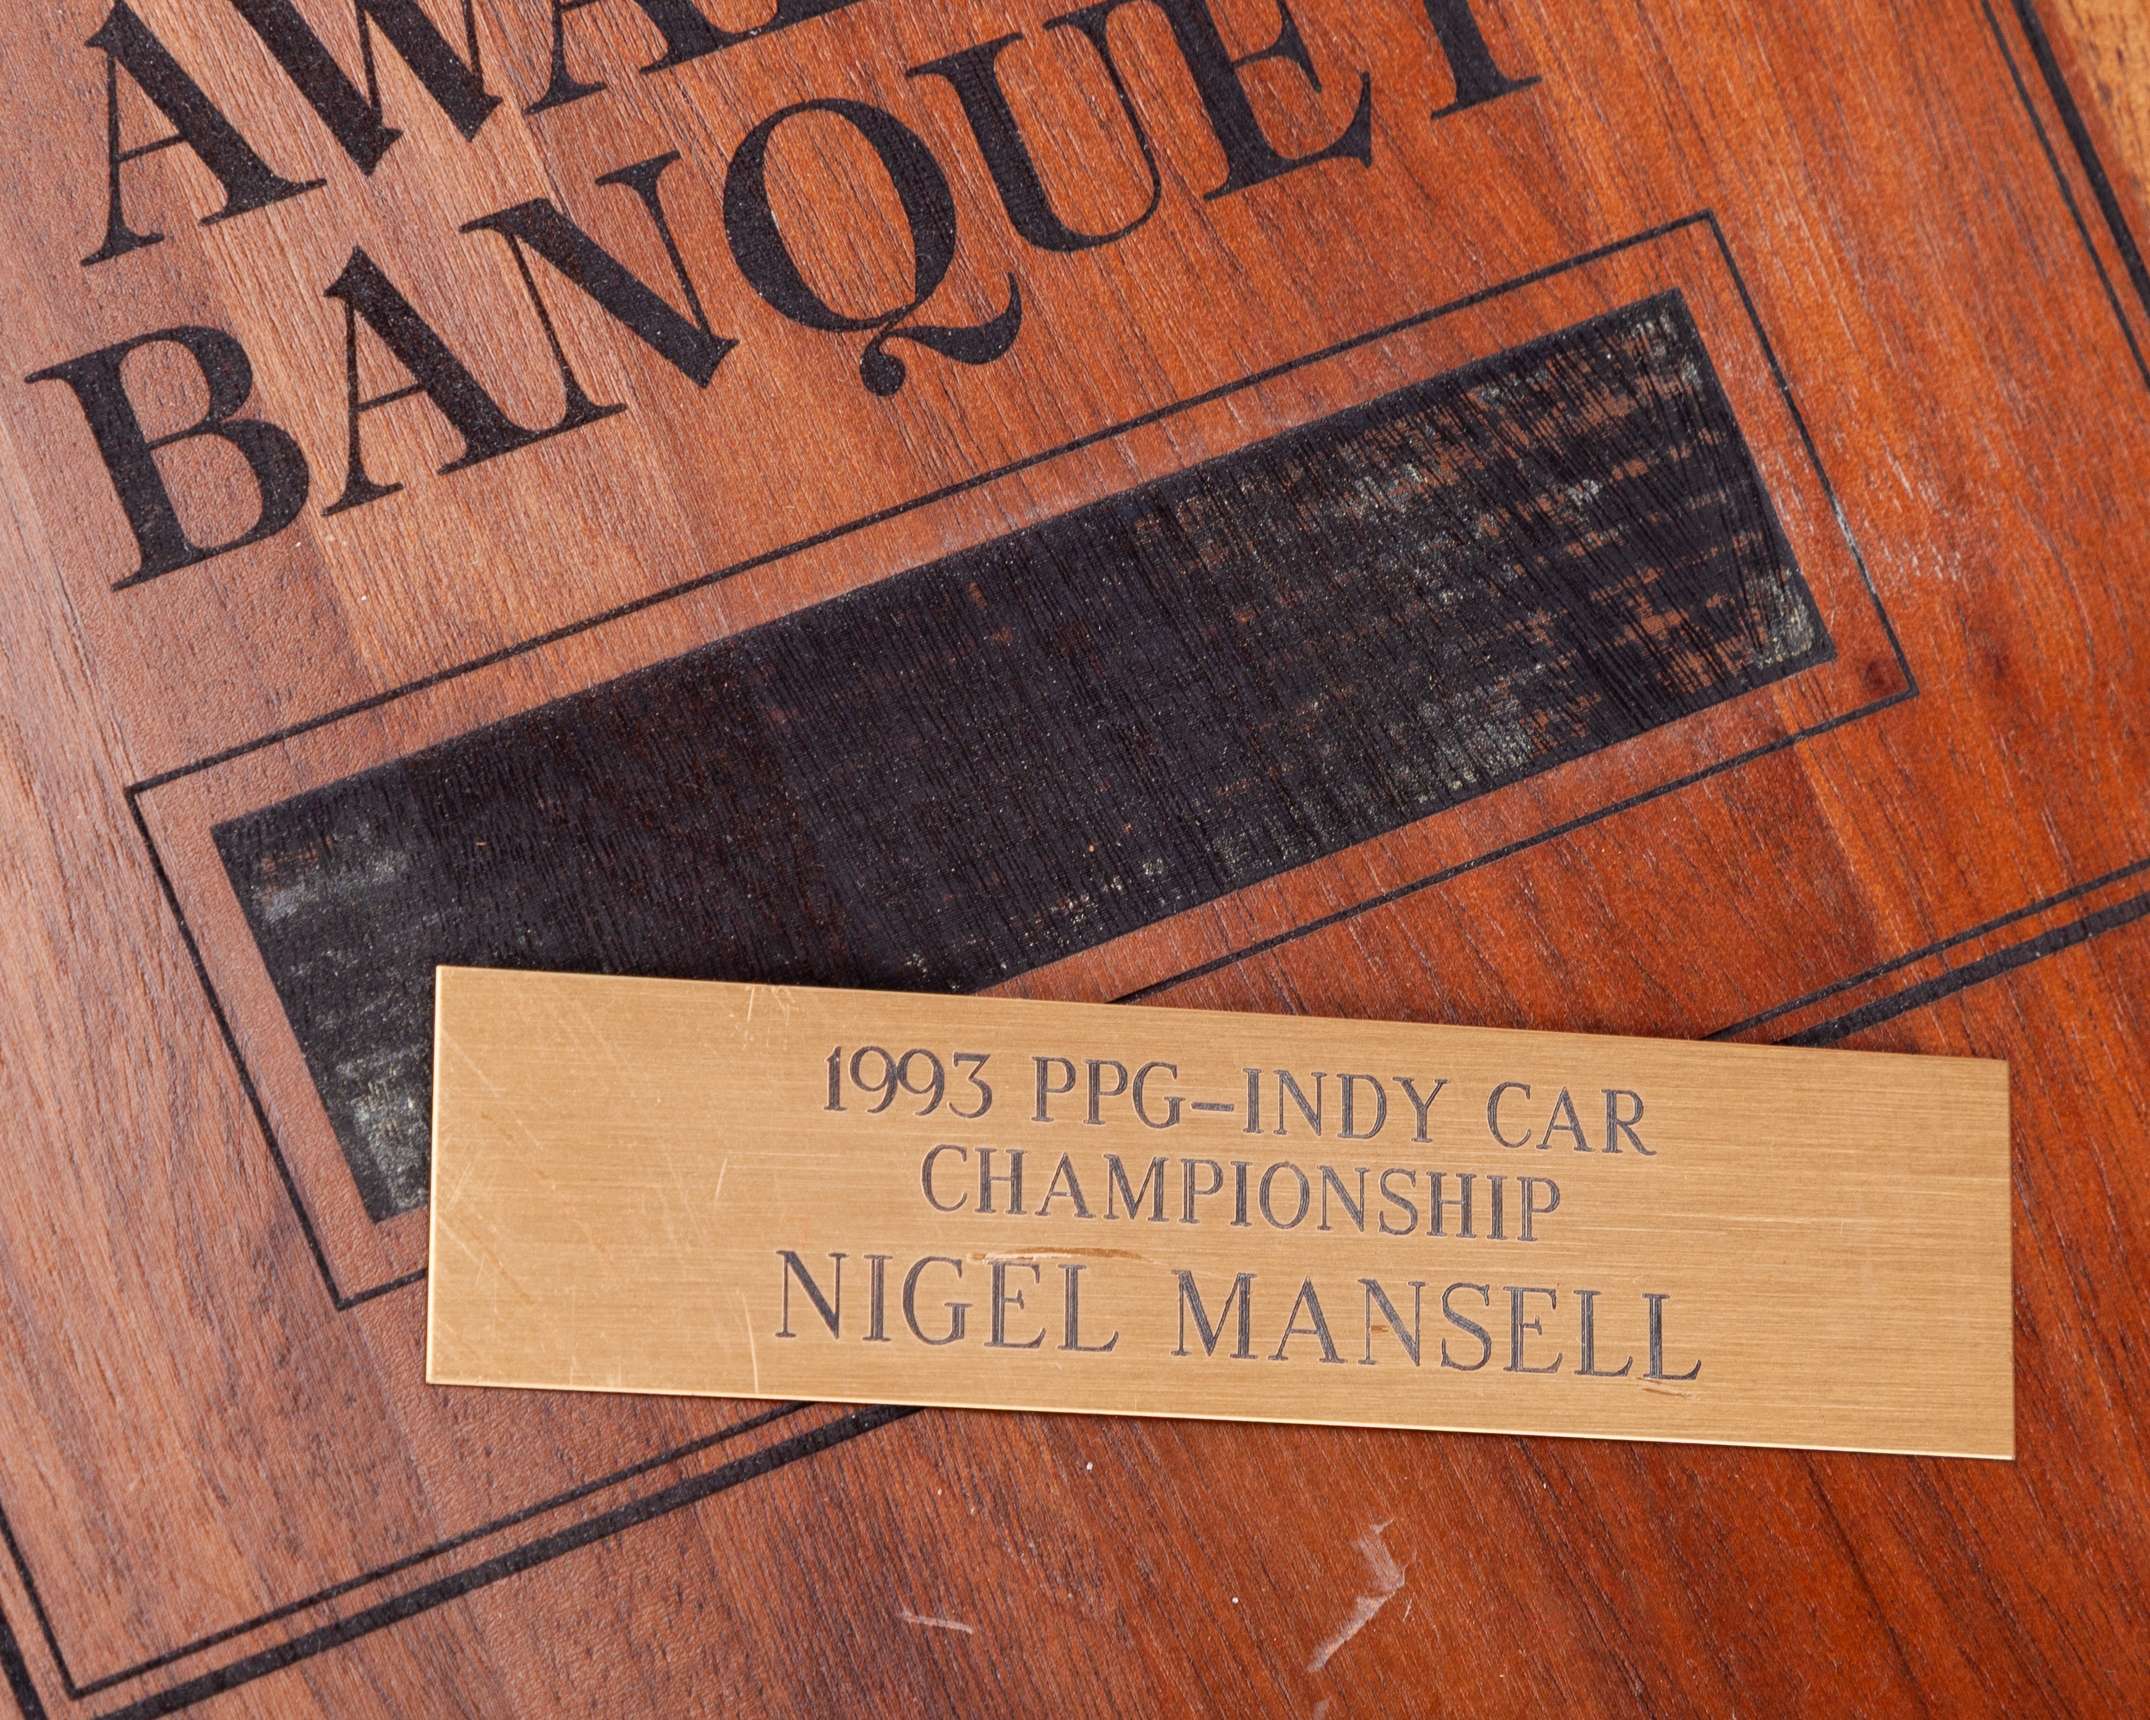 BANQUET
1993 PPG-INDY CAR
CHAMPIONSHIP
NIGEL MANSELL